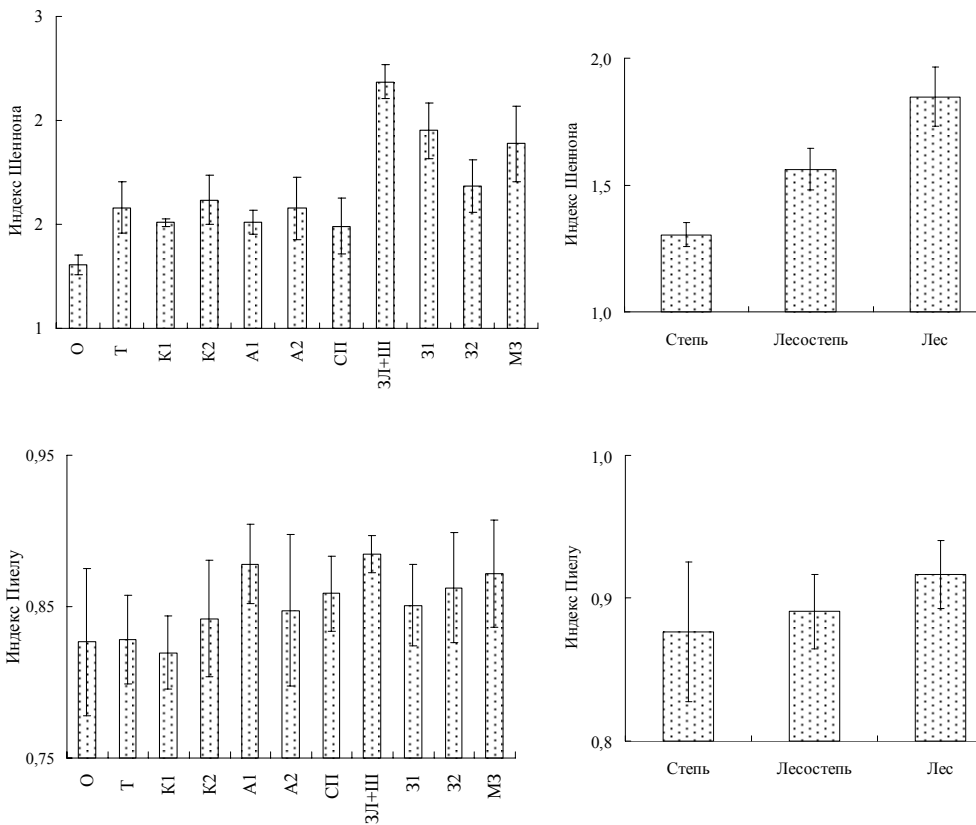 Индекс Шеннона
3
2
2
1
О Т К1 К2 А1 А2 СП ЗЛ+Ш З1 З2 МЗ
Индекс Шеннона
2,0
1,5
1,0
Степь Лесостепь Лес
Индекс Пиелу
0,95
0,85
0,75
О Т К1 К2 А1 А2 СП ЗЛ+Ш З1 З2 МЗ
Индекс Пиелу
1,0
0,9
0,8
Степь Лесостепь Лес